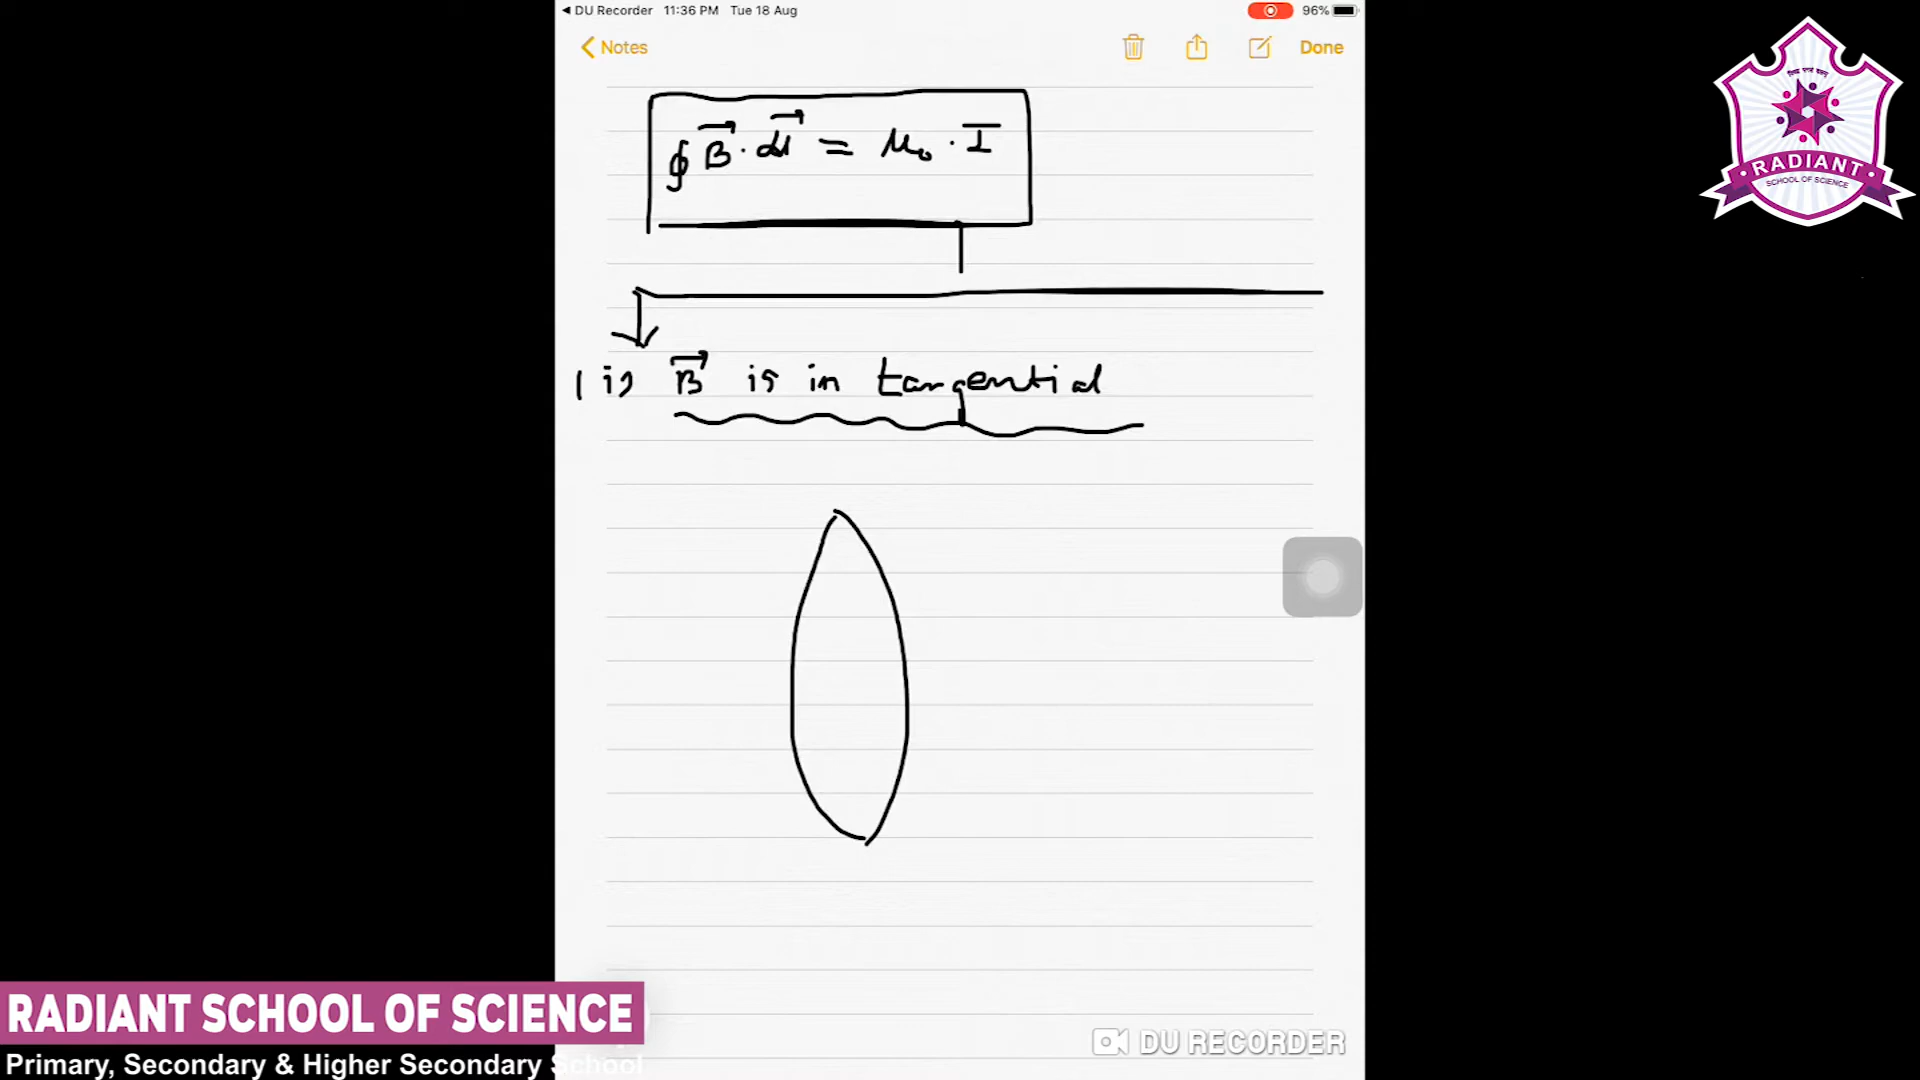 DU Recorder 11:36 PM Tue 18 Aug 96%
Notes Done
∮ B⃗ · dl⃗ = μ₀ · I
(i) B⃗ is in tangential
RADIANT
SCHOOL OF SCIENCE
RADIANT SCHOOL OF SCIENCE
Primary, Secondary & Higher Secondary School
DU RECORDER